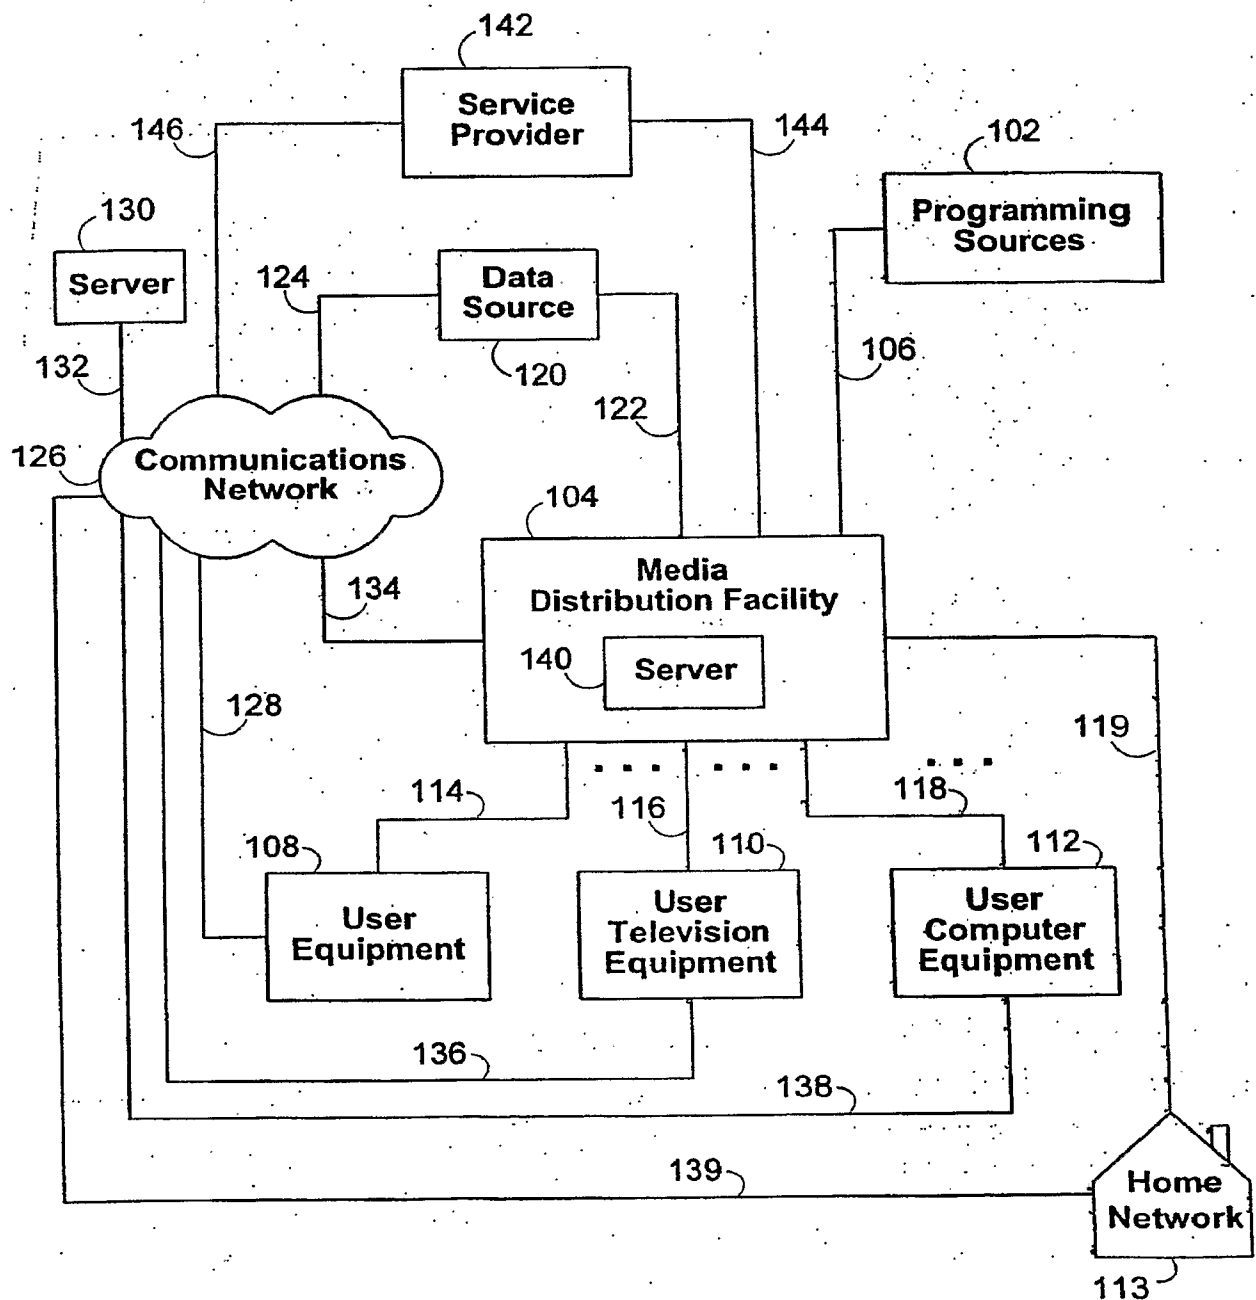 142
Service
Provider
146
144
102
Programming
Sources
130
Server
124
Data
Source
120
132
106
122
126
Communications
Network
104
Media
Distribution Facility
134
140
Server
128
119
114
116
118
108
110
112
User
Equipment
User
Television
Equipment
User
Computer
Equipment
136
138
139
Home
Network
113